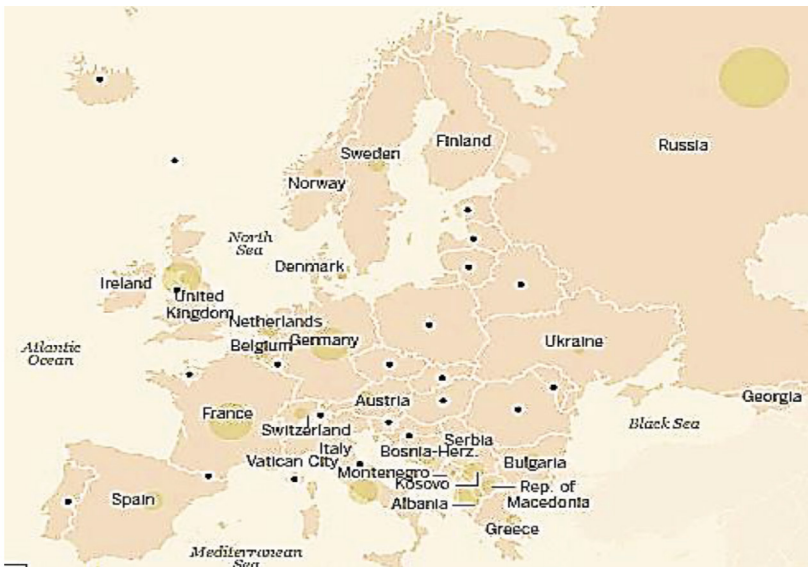 Finland
Russia
Sweden
Norway
North
Sea
Denmark
Ireland
United
Kingdom
Netherlands
Belgium
Germany
Ukraine
Atlantic
Ocean
Georgia
Austria
France
Black Sea
Switzerland
Serbia
Italy
Bosnia-Herz.
Vatican City
Bulgaria
Montenegro
Kosovo
Rep. of
Macedonia
Spain
Albania
Greece
Mediterranean
Sea